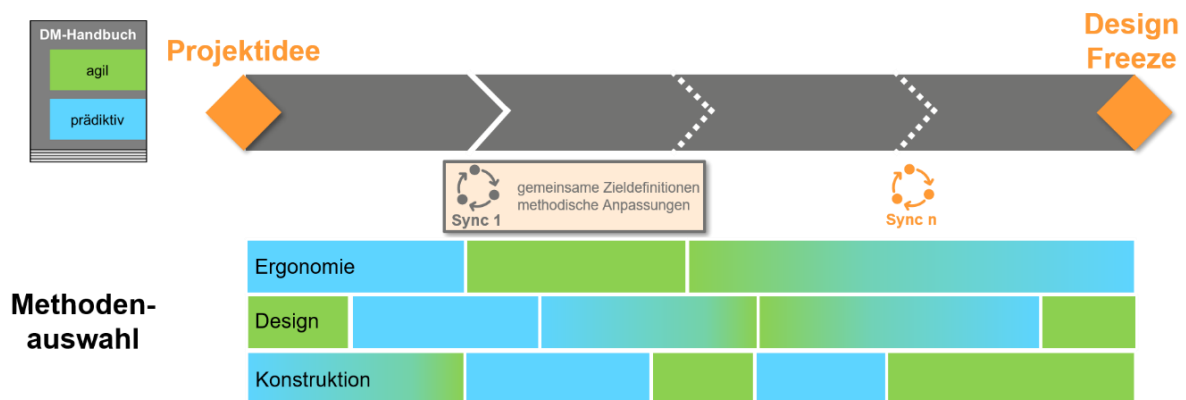 DM-Handbuch
agil
prädiktiv
Projektidee
Design
Freeze
Sync 1
gemeinsame Zieldefinitionen
methodische Anpassungen
Sync n
Methoden-
auswahl
Ergonomie
Design
Konstruktion